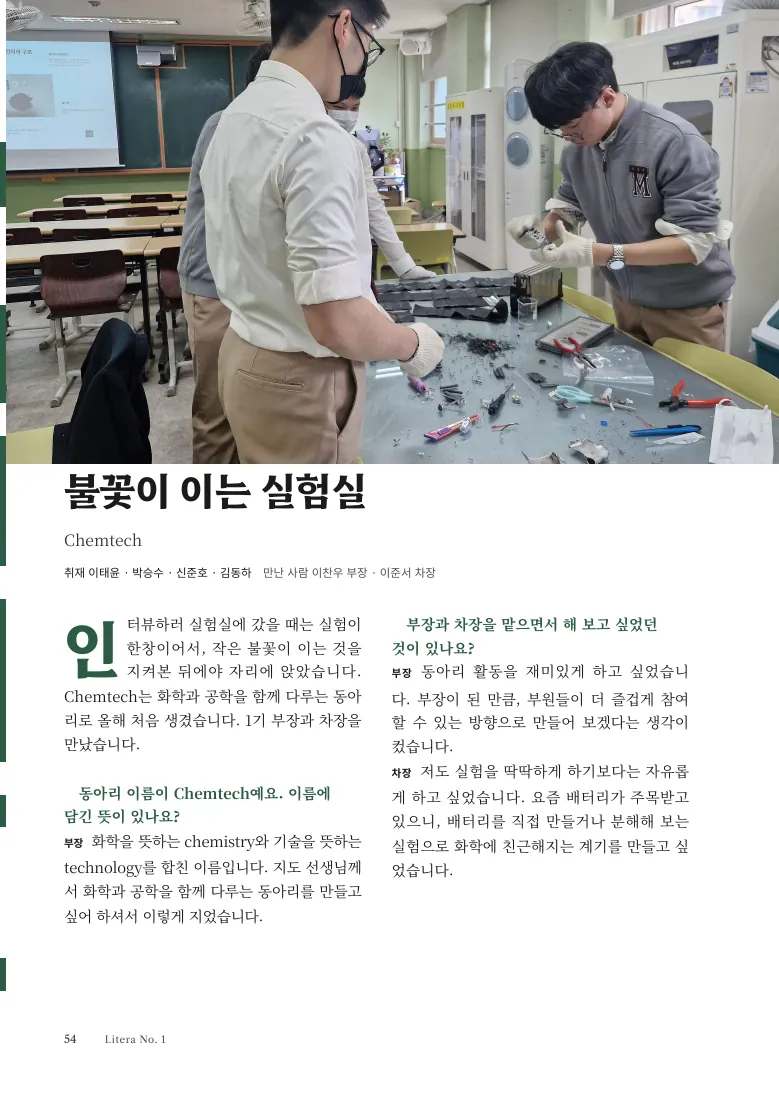 불꽃이 이는 실험실
Chemtech
취재 이태윤 · 박승수 · 신준호 · 김동하 만난 사람 이찬우 부장 · 이준서 차장
인터뷰하러 실험실에 갔을 때는 실험이
한창이어서, 작은 불꽃이 이는 것을
지켜본 뒤에야 자리에 앉았습니다.
Chemtech는 화학과 공학을 함께 다루는 동아
리로 올해 처음 생겼습니다. 1기 부장과 차장을
만났습니다.
동아리 이름이 Chemtech예요. 이름에
담긴 뜻이 있나요?
부장 화학을 뜻하는 chemistry와 기술을 뜻하는
technology를 합친 이름입니다. 지도 선생님께
서 화학과 공학을 함께 다루는 동아리를 만들고
싶어 하셔서 이렇게 지었습니다.
부장과 차장을 맡으면서 해 보고 싶었던
것이 있나요?
부장 동아리 활동을 재미있게 하고 싶었습니
다. 부장이 된 만큼, 부원들이 더 즐겁게 참여
할 수 있는 방향으로 만들어 보겠다는 생각이
컸습니다.
차장 저도 실험을 딱딱하게 하기보다는 자유롭
게 하고 싶었습니다. 요즘 배터리가 주목받고
있으니, 배터리를 직접 만들거나 분해해 보는
실험으로 화학에 친근해지는 계기를 만들고 싶
었습니다.
54 Litera No. 1